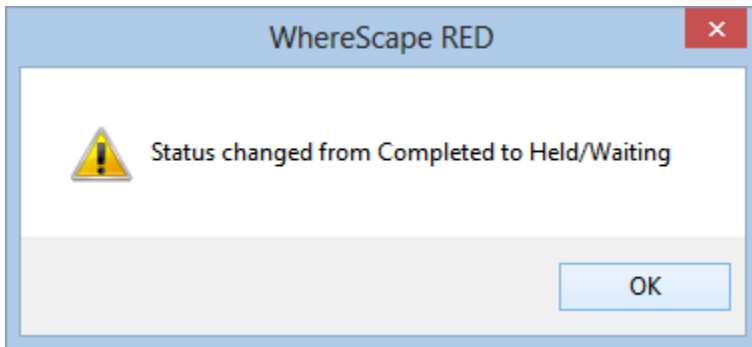 WhereScape RED
Status changed from Completed to Held/Waiting
OK